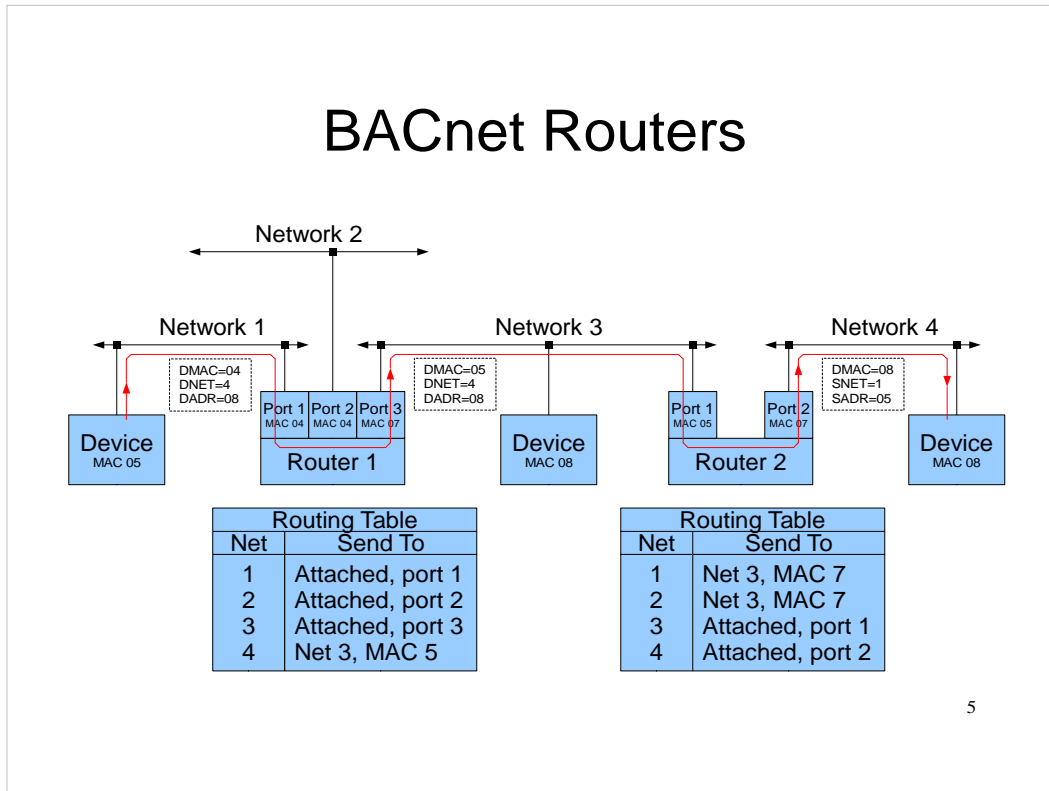 BACnet Routers
Network 2
Network 1
Network 3
Network 4
DMAC=04
DNET=4
DADR=08
DMAC=05
DNET=4
DADR=08
DMAC=08
SNET=1
SADR=05
Port 1
MAC 04
Port 2
MAC 04
Port 3
MAC 07
Port 1
MAC 05
Port 2
MAC 07
Device
MAC 05
Router 1
Device
MAC 08
Router 2
Device
MAC 08
Routing Table
Net Send To
1 Attached, port 1
2 Attached, port 2
3 Attached, port 3
4 Net 3, MAC 5
Routing Table
Net Send To
1 Net 3, MAC 7
2 Net 3, MAC 7
3 Attached, port 1
4 Attached, port 2
5